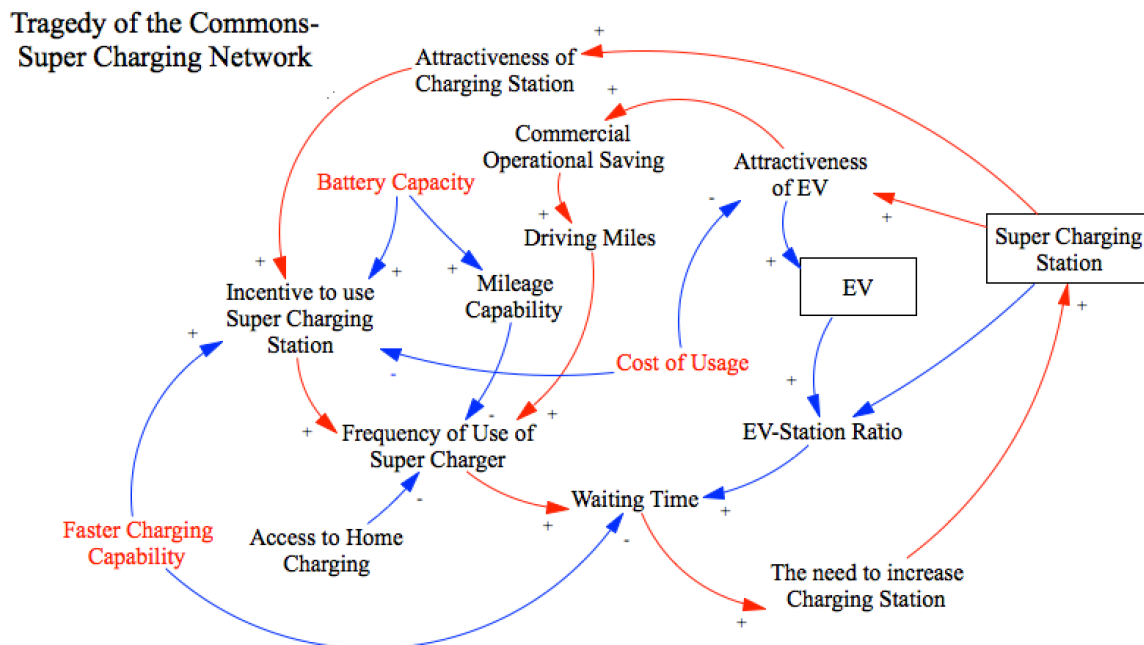 Tragedy of the Commons-
Super Charging Network
Attractiveness of
Charging Station
+
+
Commercial
Operational Saving
Attractiveness
of EV
Battery Capacity
-
+
+
Driving Miles
Super Charging
Station
+
+
+
+
EV
Incentive to use
Super Charging
Station
Mileage
Capability
+
+
Cost of Usage
-
+
-
+
+
Frequency of Use of
Super Charger
EV-Station Ratio
-
Waiting Time
+
+
Faster Charging
Capability
Access to Home
Charging
-
The need to increase
Charging Station
+